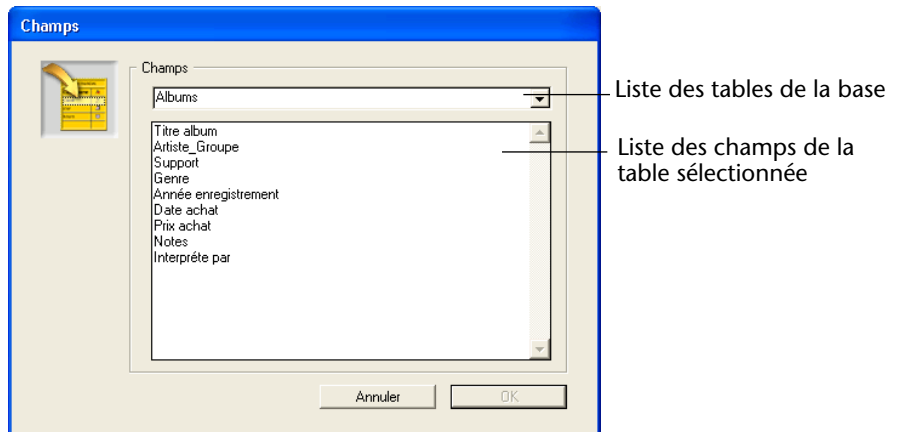 Champs
Champs
Albums
Liste des tables de la base
Titre album
Artiste_Groupe
Support
Genre
Année enregistrement
Date achat
Prix achat
Notes
Interpréte par
Liste des champs de la
table sélectionnée
Annuler
OK